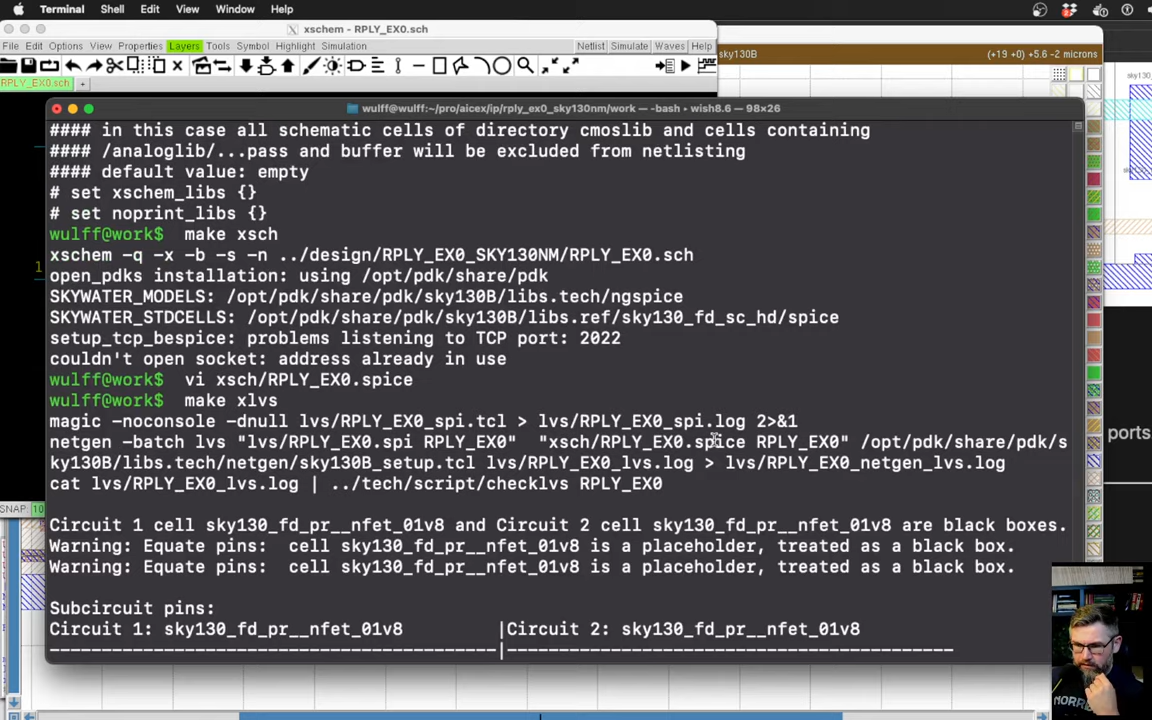 Terminal Shell Edit View Window Help
xschem - RPLY_EX0.sch
File Edit Options View Properties Layers Tools Symbol Highlight Simulation Netlist Simulate Waves Help
sky130B (+19 +0) +5.6 -2 microns
RPLY_EX0.sch +
wulff@wulff:~/pro/aicex/ip/rply_ex0_sky130nm/work — -bash • wish8.6 — 98×26
#### in this case all schematic cells of directory cmoslib and cells containing
#### /analoglib/...pass and buffer will be excluded from netlisting
#### default value: empty
# set xschem_libs {}
# set noprint_libs {}
wulff@work$ make xsch
xschem -q -x -b -s -n ../design/RPLY_EX0_SKY130NM/RPLY_EX0.sch
open_pdks installation: using /opt/pdk/share/pdk
SKYWATER_MODELS: /opt/pdk/share/pdk/sky130B/libs.tech/ngspice
SKYWATER_STDCELLS: /opt/pdk/share/pdk/sky130B/libs.ref/sky130_fd_sc_hd/spice
setup_tcp_bespice: problems listening to TCP port: 2022
couldn't open socket: address already in use
wulff@work$ vi xsch/RPLY_EX0.spice
wulff@work$ make xlvs
magic -noconsole -dnull lvs/RPLY_EX0_spi.tcl > lvs/RPLY_EX0_spi.log 2>&1
netgen -batch lvs "lvs/RPLY_EX0.spi RPLY_EX0" "xsch/RPLY_EX0.spice RPLY_EX0" /opt/pdk/share/pdk/s
ky130B/libs.tech/netgen/sky130B_setup.tcl lvs/RPLY_EX0_lvs.log > lvs/RPLY_EX0_netgen_lvs.log
cat lvs/RPLY_EX0_lvs.log | ../tech/script/checklvs RPLY_EX0
Circuit 1 cell sky130_fd_pr__nfet_01v8 and Circuit 2 cell sky130_fd_pr__nfet_01v8 are black boxes.
Warning: Equate pins: cell sky130_fd_pr__nfet_01v8 is a placeholder, treated as a black box.
Warning: Equate pins: cell sky130_fd_pr__nfet_01v8 is a placeholder, treated as a black box.
Subcircuit pins:
Circuit 1: sky130_fd_pr__nfet_01v8 |Circuit 2: sky130_fd_pr__nfet_01v8
-------------------------------------------|-------------------------------------------
ports
SNAP: 10